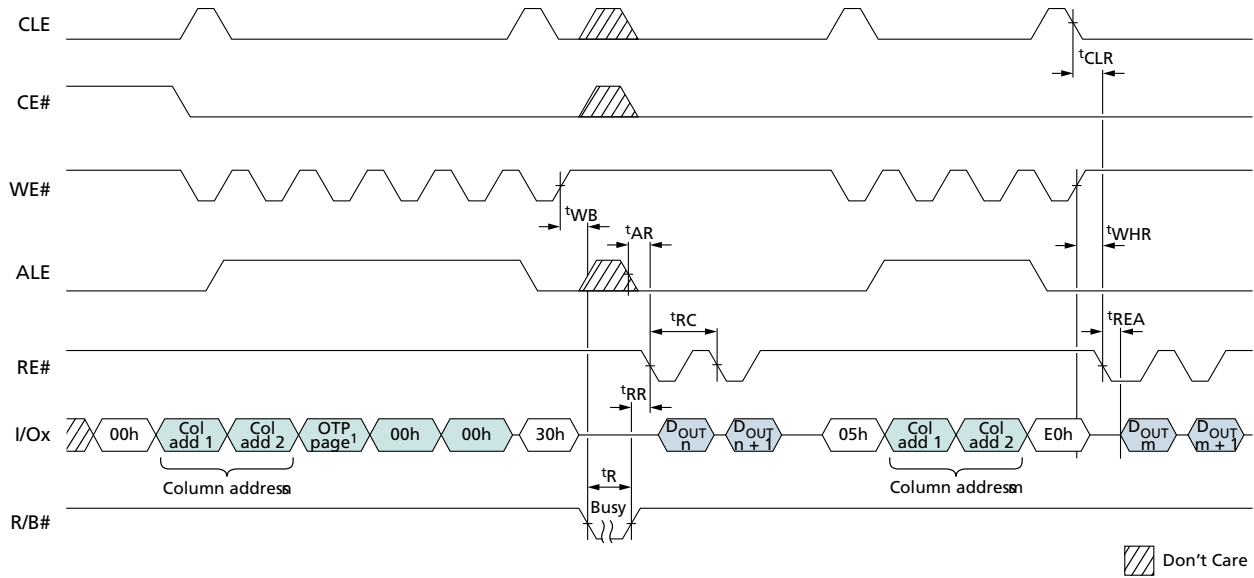 CLE
tCLR
CE#
WE#
tWB
tAR
tWHR
ALE
tRC
tREA
RE#
tRR
I/Ox
00h
Col add 1
Col add 2
OTP page1
00h
00h
30h
DOUT n
DOUT n + 1
05h
Col add 1
Col add 2
E0h
DOUT m
DOUT m + 1
Column address n
tR
Column address m
R/B#
Busy
Don't Care